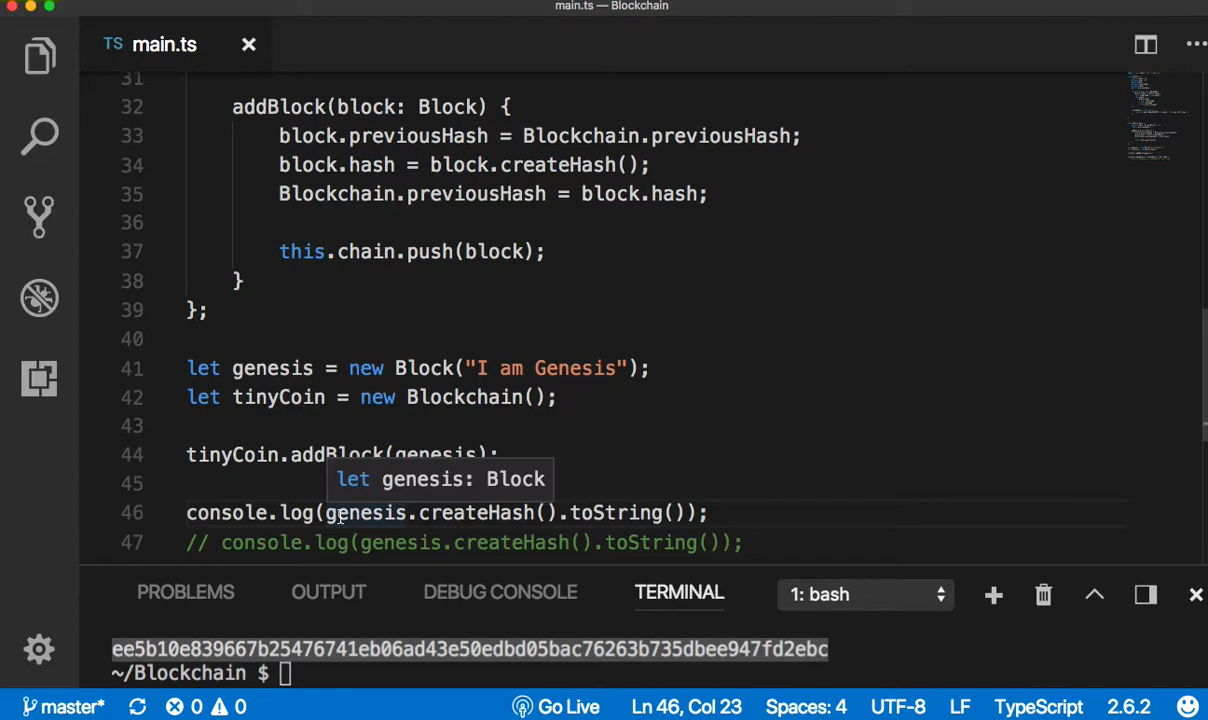 main.ts — Blockchain
TS main.ts
31
32 addBlock(block: Block) {
33 block.previousHash = Blockchain.previousHash;
34 block.hash = block.createHash();
35 Blockchain.previousHash = block.hash;
36
37 this.chain.push(block);
38 }
39 };
40
41 let genesis = new Block("I am Genesis");
42 let tinyCoin = new Blockchain();
43
44 tinyCoin.addBlock(genesis);
let genesis: Block
45
46 console.log(genesis.createHash().toString());
47 // console.log(genesis.createHash().toString());
PROBLEMS OUTPUT DEBUG CONSOLE TERMINAL 1: bash
ee5b10e839667b25476741eb06ad43e50edbd05bac76263b735dbee947fd2ebc
~/Blockchain $
master* 0 0 Go Live Ln 46, Col 23 Spaces: 4 UTF-8 LF TypeScript 2.6.2